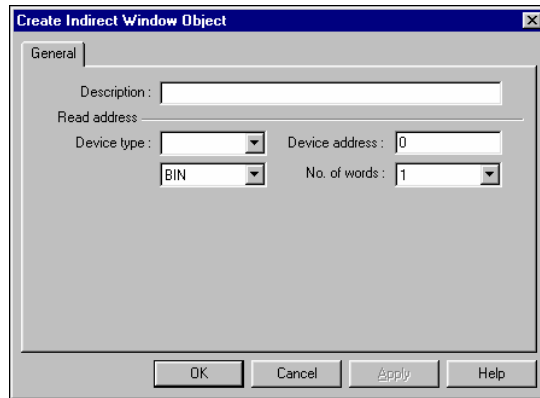 Create Indirect Window Object
General
Description :
Read address
Device type : Device address : 0
BIN No. of words : 1
OK Cancel Apply Help